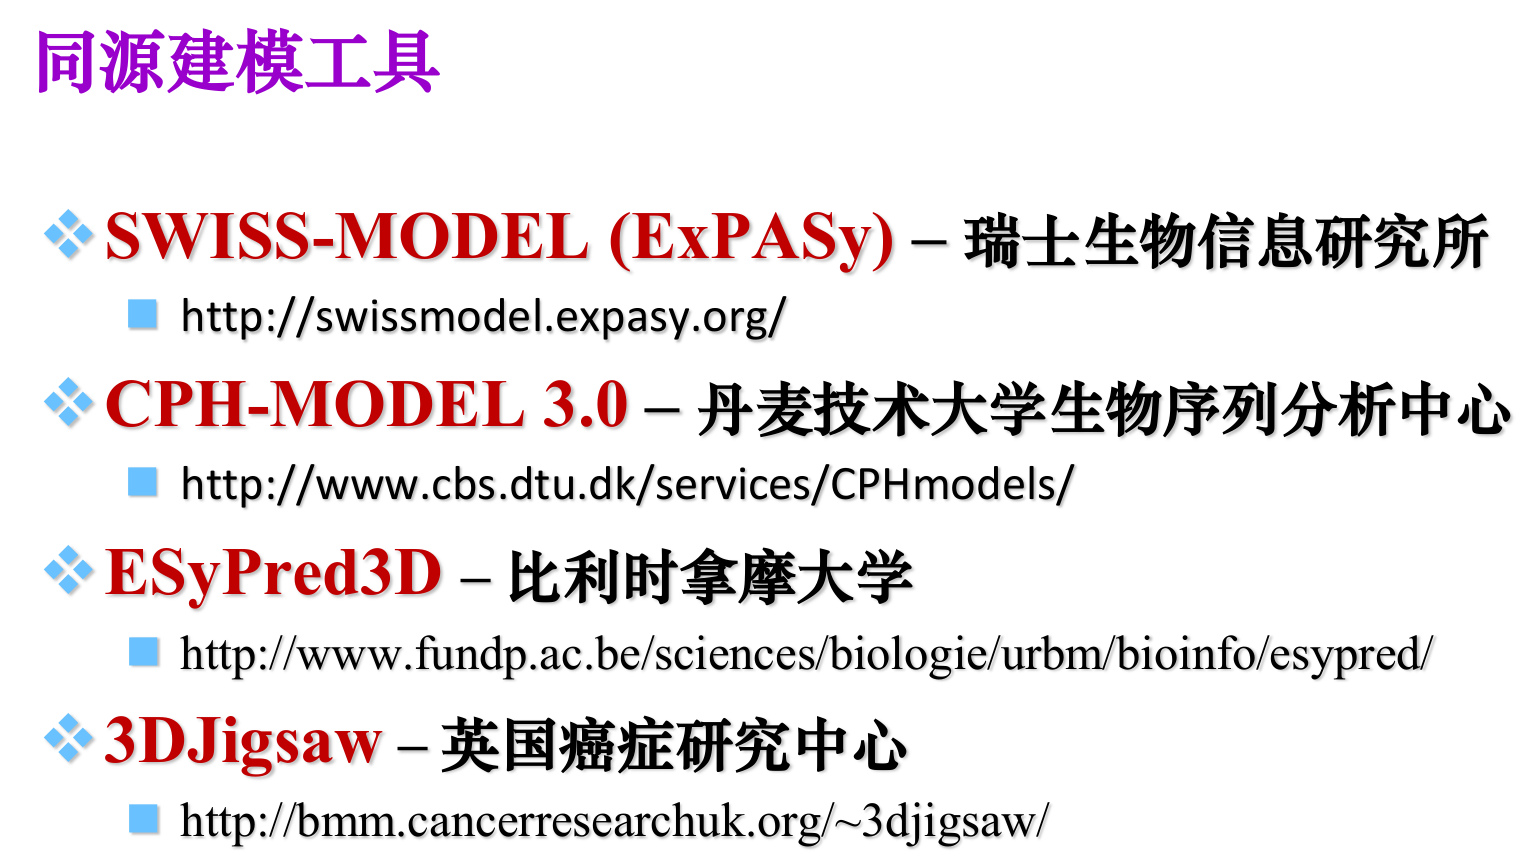 同源建模工具
SWISS-MODEL (ExPASy) – 瑞士生物信息研究所
http://swissmodel.expasy.org/
CPH-MODEL 3.0 – 丹麦技术大学生物序列分析中心
http://www.cbs.dtu.dk/services/CPHmodels/
ESyPred3D – 比利时拿摩大学
http://www.fundp.ac.be/sciences/biologie/urbm/bioinfo/esypred/
3DJigsaw – 英国癌症研究中心
http://bmm.cancerresearchuk.org/~3djigsaw/